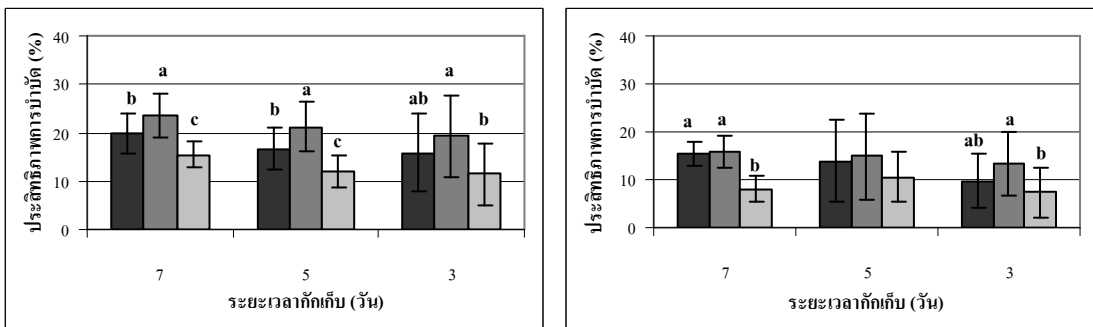 ประสิทธิภาพการบำบัด (%)
40
30
20
10
0
b a c
b a c
ab a b
7 5 3
ระยะเวลากักเก็บ (วัน)
ประสิทธิภาพการบำบัด (%)
40
30
20
10
0
a a b
ab a b
7 5 3
ระยะเวลากักเก็บ (วัน)